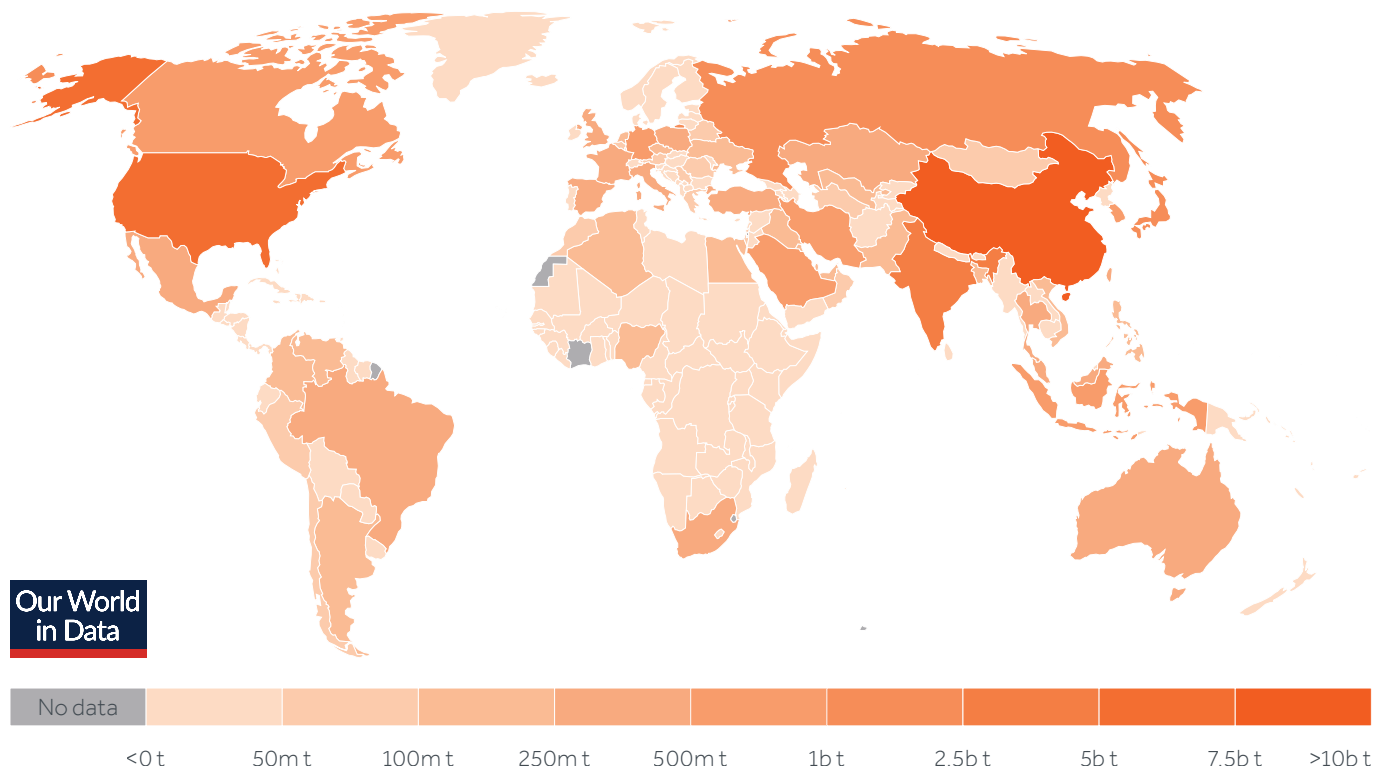 Our World
in Data
No data
<0 t
50m t
100m t
250m t
500m t
1b t
2.5b t
5b t
7.5b t
>10b t